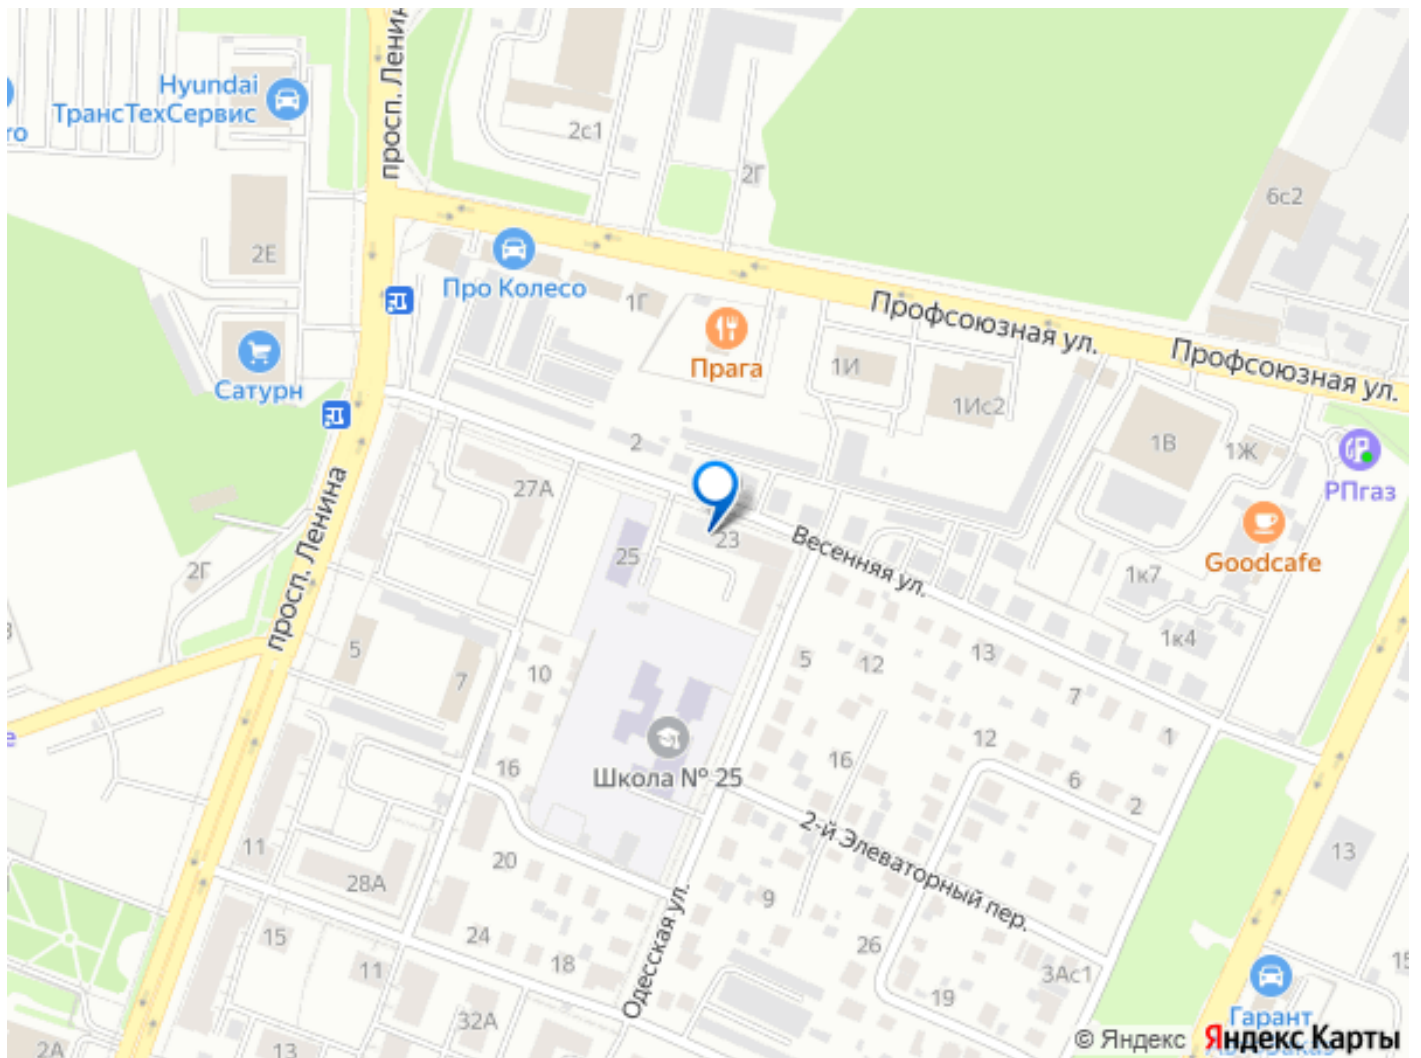 просп. Ленина
Hyundai
ТрансТехСервис
го
2с1
2Г
6с2
2Е
Про Колесо
1Г
Профсоюзная ул.
Профсоюзная ул.
Прага
1И
1Ис2
Сатурн
2
27А
1В
1Ж
РПгаз
просп. Ленина
23
Весенняя ул.
25
Goodcafe
2Г
1к7
1к4
5
7
10
5
12
13
7
1
е
Школа № 25
16
16
12
6
2
2-й Элеваторный пер.
11
28А
20
13
9
Одесская ул.
15
11
24
18
26
3Ас1
15
19
32А
13
2А
Гарант
© Яндекс Яндекс Карты